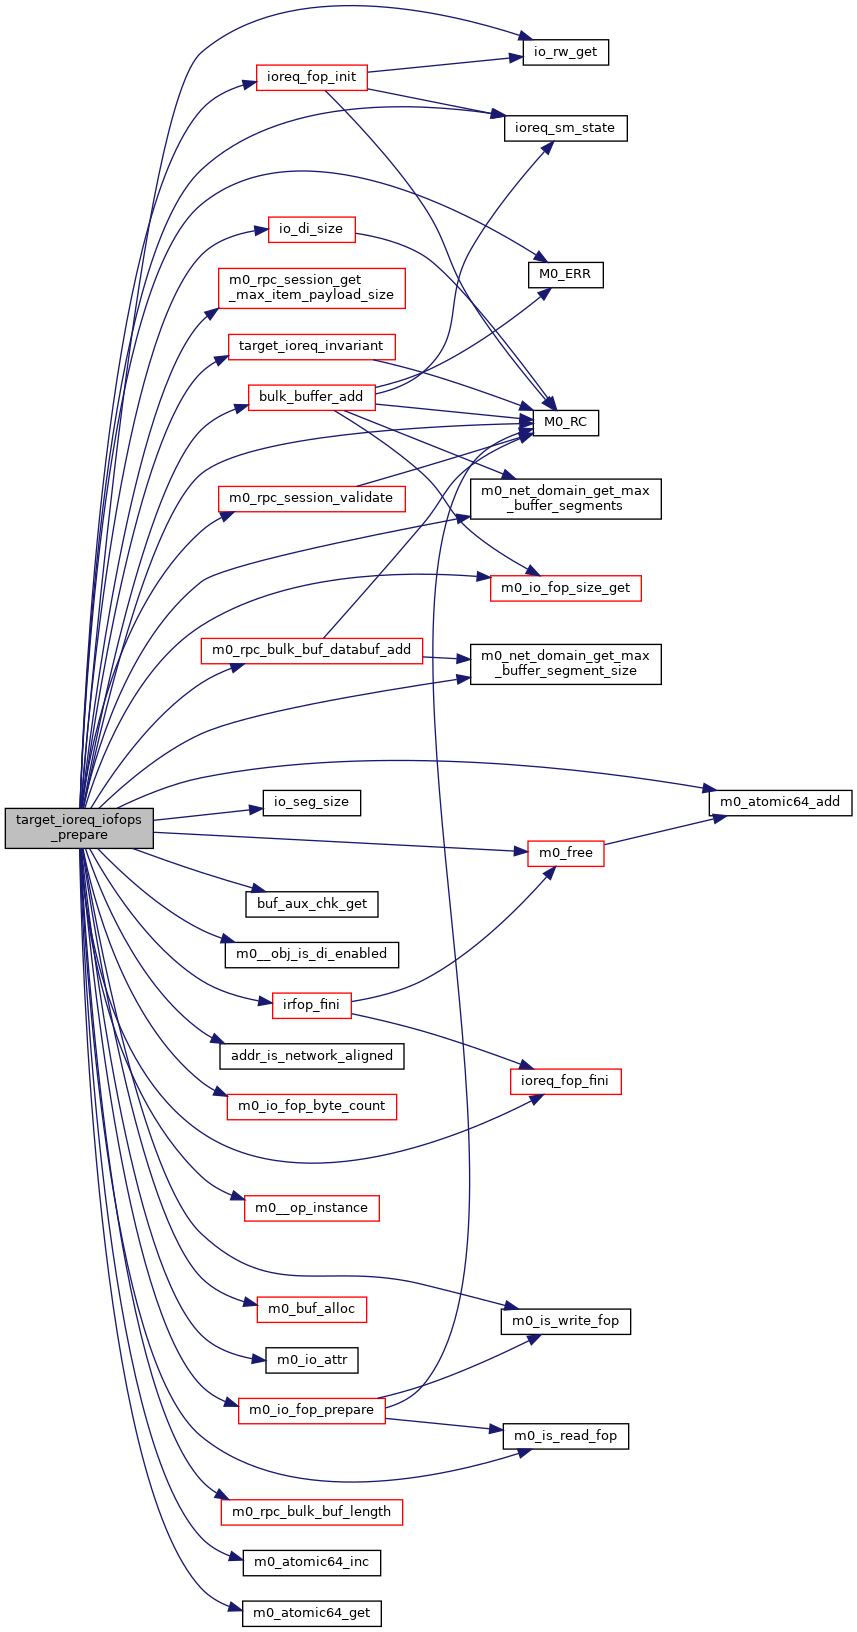 io_rw_get
ioreq_fop_init
ioreq_sm_state
io_di_size
M0_ERR
m0_rpc_session_get
_max_item_payload_size
target_ioreq_invariant
bulk_buffer_add
M0_RC
m0_rpc_session_validate
m0_net_domain_get_max
_buffer_segments
m0_io_fop_size_get
m0_rpc_bulk_buf_databuf_add
m0_net_domain_get_max
_buffer_segment_size
target_ioreq_iofops
_prepare
io_seg_size
m0_atomic64_add
m0_free
buf_aux_chk_get
m0__obj_is_di_enabled
irfop_fini
addr_is_network_aligned
ioreq_fop_fini
m0_io_fop_byte_count
m0__op_instance
m0_buf_alloc
m0_is_write_fop
m0_io_attr
m0_io_fop_prepare
m0_is_read_fop
m0_rpc_bulk_buf_length
m0_atomic64_inc
m0_atomic64_get